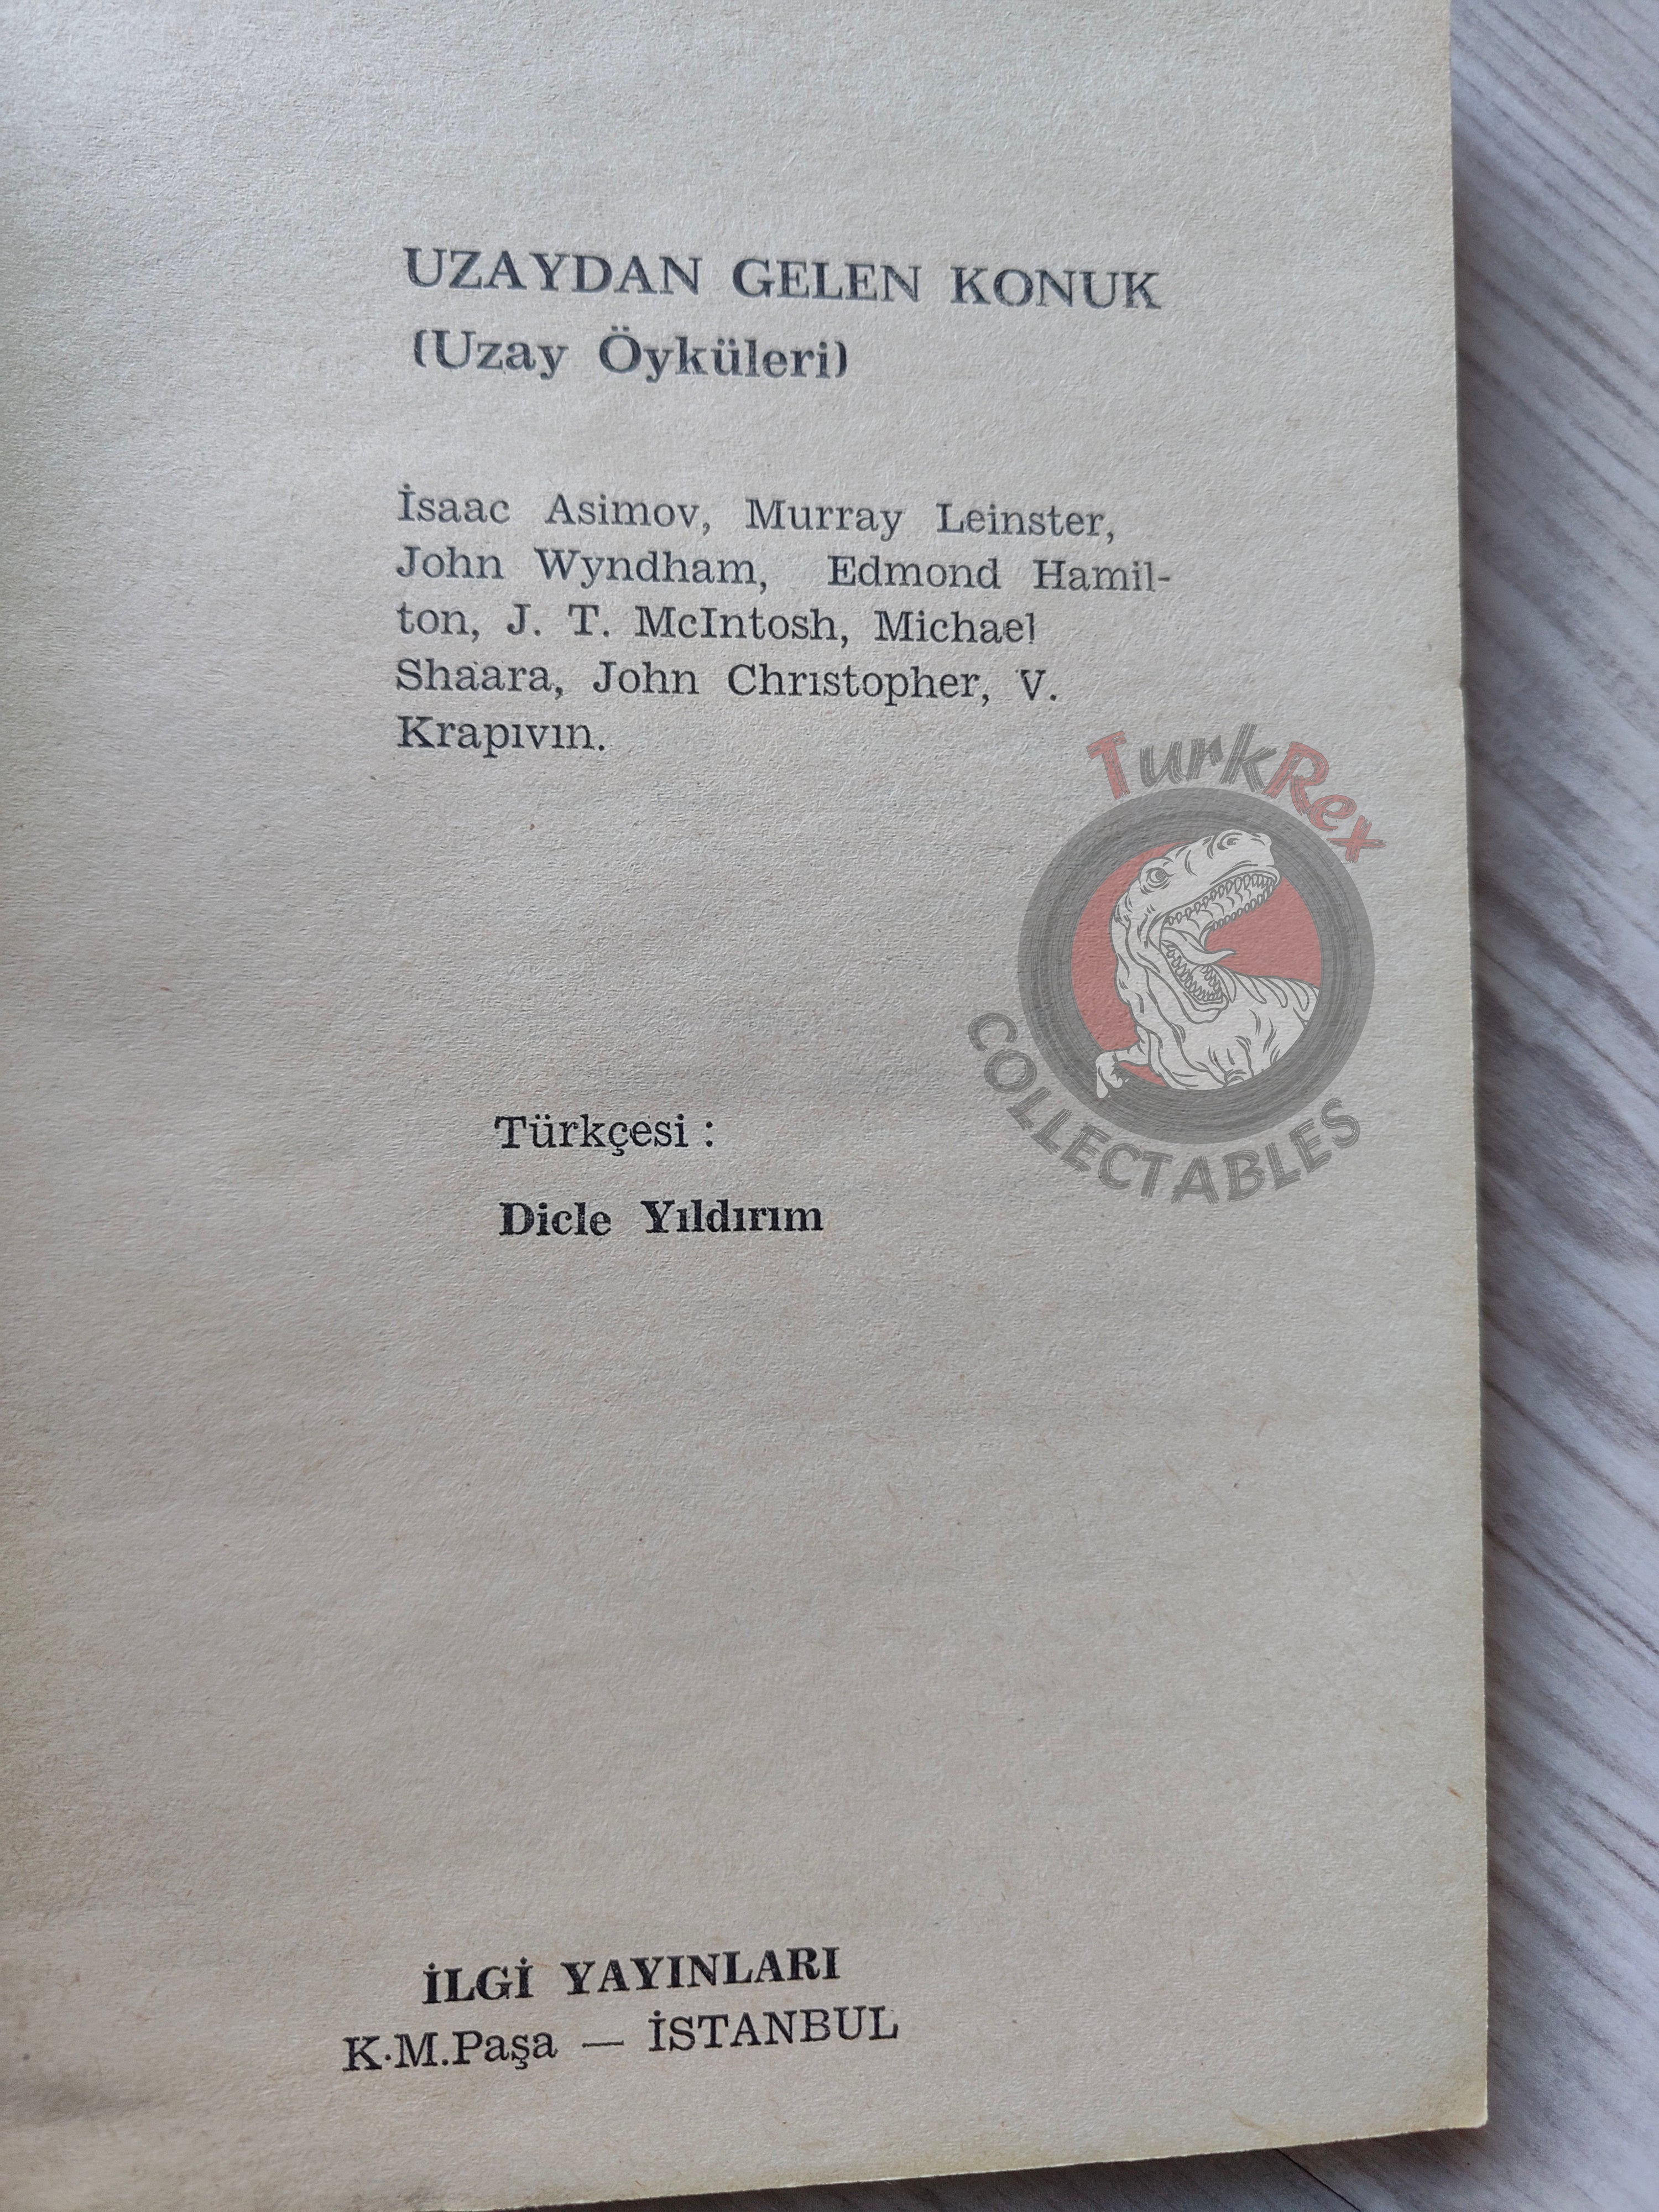 UZAYDAN GELEN KONUK
(Uzay Öyküleri)
İsaac Asimov, Murray Leinster,
John Wyndham, Edmond Hamil-
ton, J. T. McIntosh, Michael
Shaara, John Chrıstopher, V.
Krapıvın.
TurkRex
COLLECTABLES
Türkçesi :
Dicle Yıldırım
İLGİ YAYINLARI
K.M.Paşa — İSTANBUL